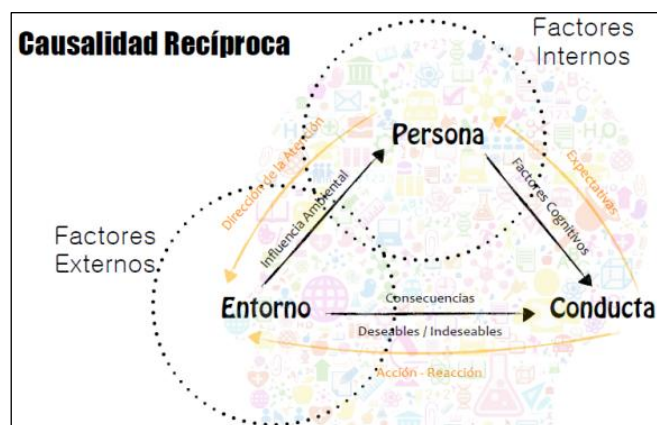 Causalidad Recíproca
Factores
Internos
Persona
Dirección de la Atención
Influencia Ambiental
Factores Cognitivos
Expectativas
Factores
Externos
Entorno
Consecuencias
Deseables / Indeseables
Conducta
Acción - Reacción